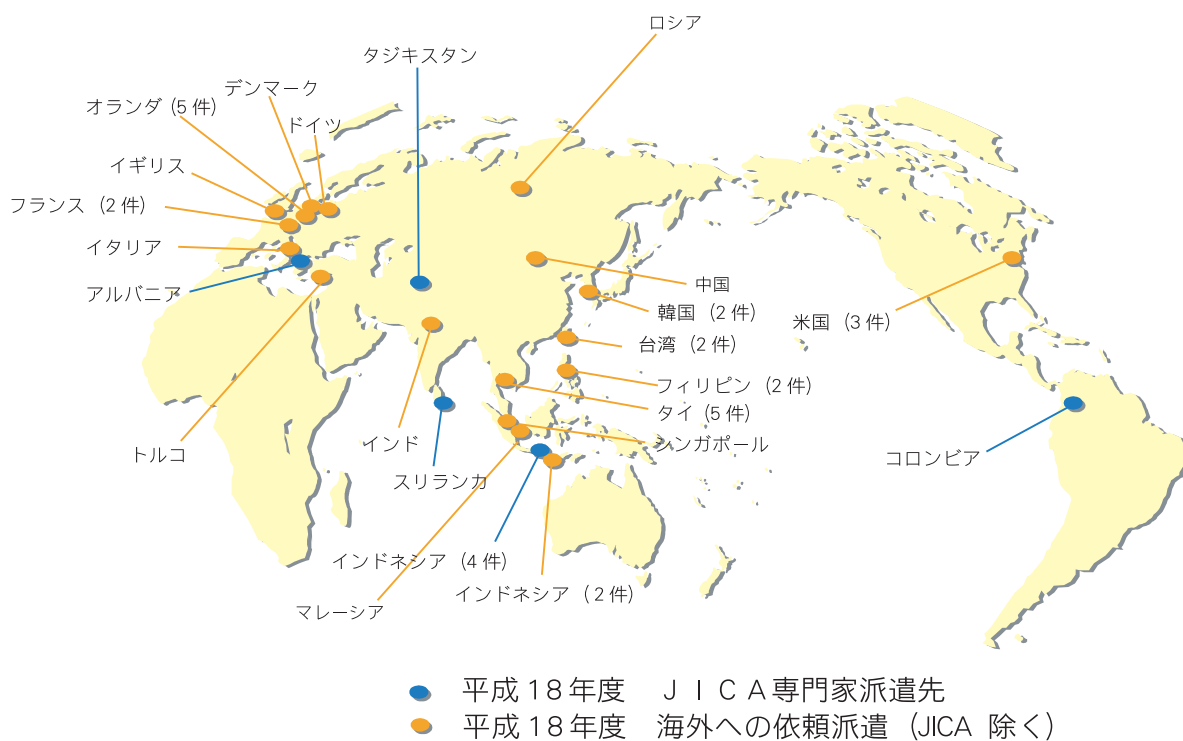 ロシア
タジキスタン
デンマーク
オランダ (5 件)
ドイツ
イギリス
フランス (2 件)
イタリア
アルバニア
中国
韓国 (2 件)
米国 (3 件)
台湾 (2 件)
フィリピン (2 件)
タイ (5 件)
シンガポール
インド
トルコ
コロンビア
スリランカ
インドネシア (4 件)
インドネシア (2 件)
マレーシア
平成 18 年度 ＪＩＣＡ専門家派遣先
平成 18 年度 海外への依頼派遣 (JICA 除く)